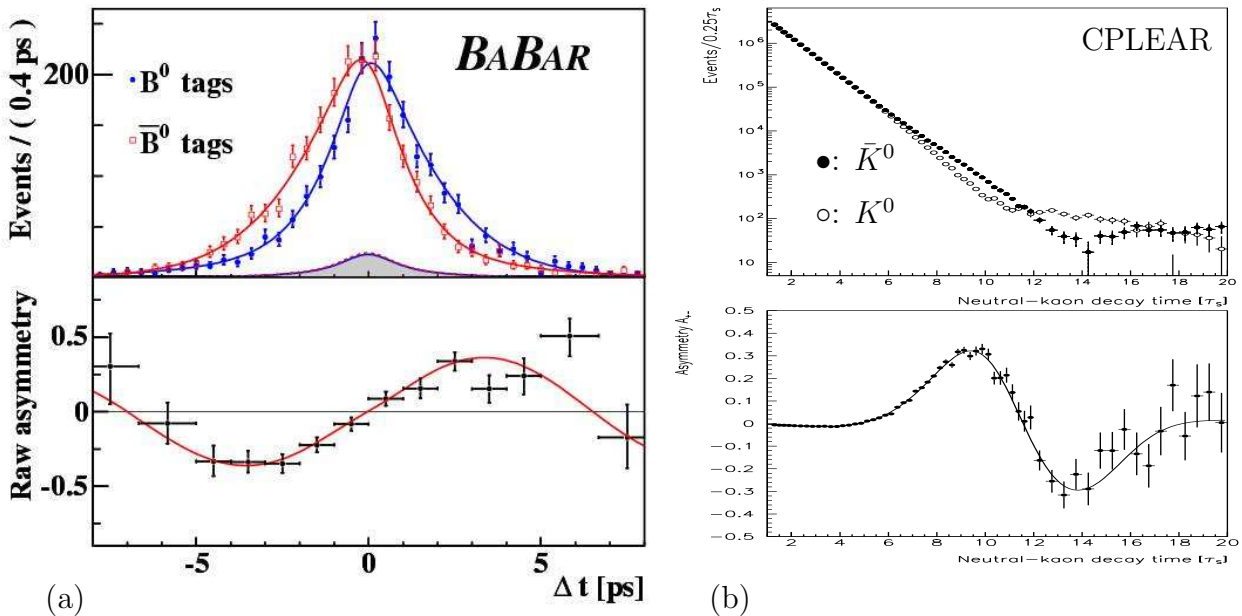 BABAR
200
B⁰ tags
B̅⁰ tags
Events / ( 0.4 ps )
0.5
0
-0.5
Raw asymmetry
-5 0 5
Δ t [ps]
(a)
CPLEAR
Events/0.25τₛ
10⁶
10⁵
10⁴
10³
10²
10
●: K̄⁰
○: K⁰
2 4 6 8 10 12 14 16 18 20
Neutral-kaon decay time [τₛ]
Asymmetry A₊₋
0.5
0.4
0.3
0.2
0.1
0
-0.1
-0.2
-0.3
-0.4
-0.5
2 4 6 8 10 12 14 16 18 20
Neutral-kaon decay time [τₛ]
(b)